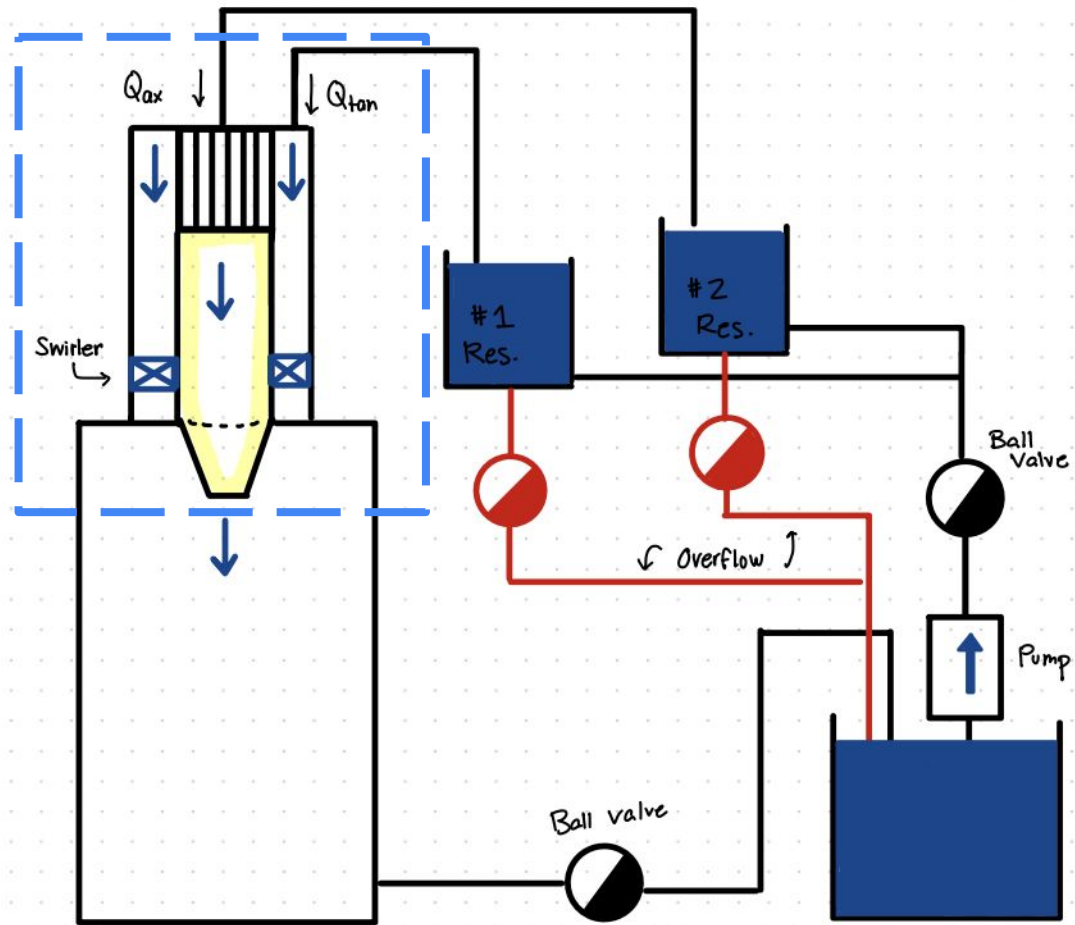 Qax
Qtan
#1
Res.
#2
Res.
Swirler
Ball
valve
Overflow
Pump
Ball valve